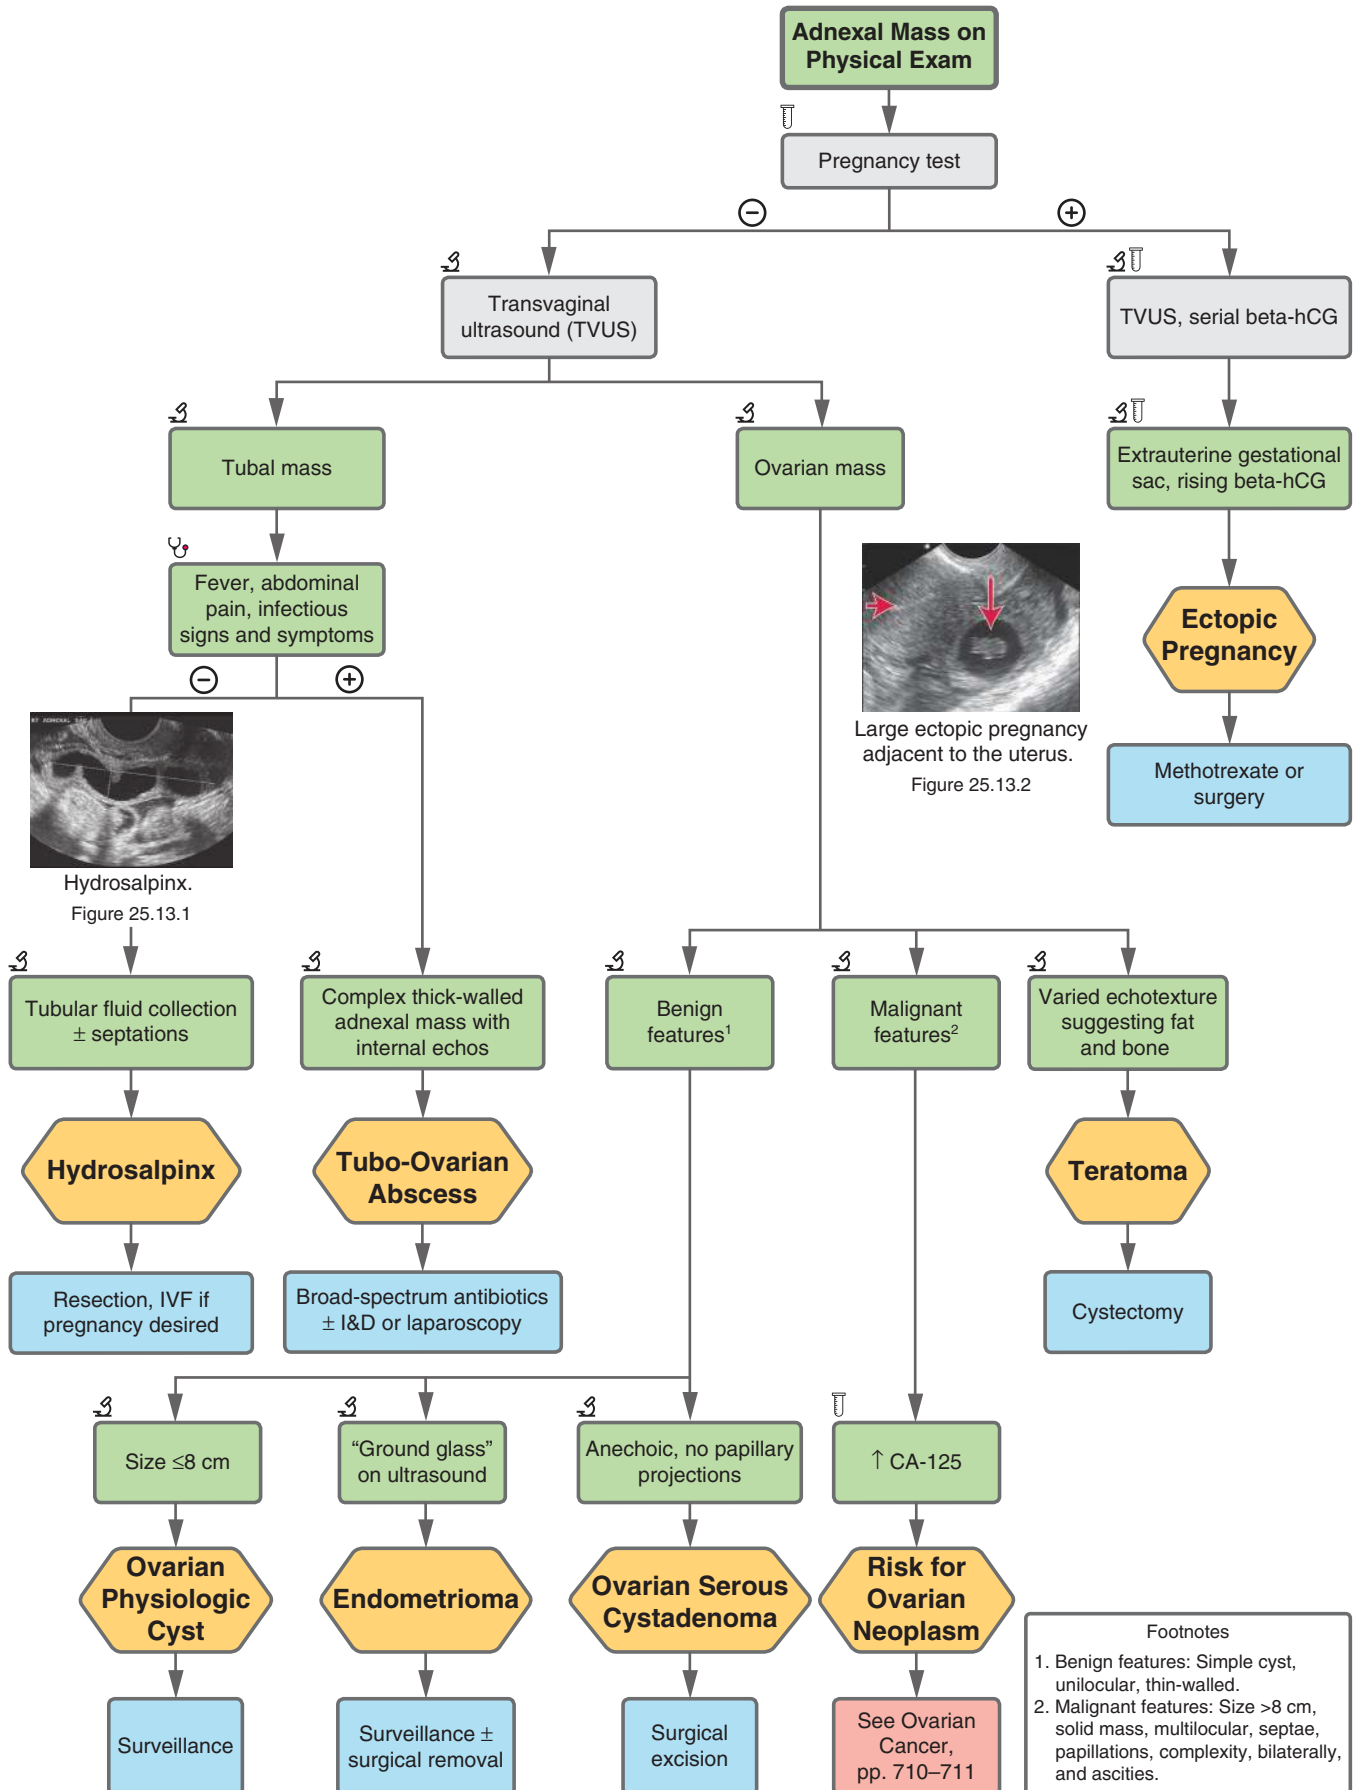 Adnexal Mass on
Physical Exam
Pregnancy test
−
+
Transvaginal
ultrasound (TVUS)
TVUS, serial beta-hCG
Tubal mass
Ovarian mass
Extrauterine gestational
sac, rising beta-hCG
Fever, abdominal
pain, infectious
signs and symptoms
−
+
Ectopic
Pregnancy
Large ectopic pregnancy
adjacent to the uterus.
Figure 25.13.2
Methotrexate or
surgery
RT ADNEXAL SAG
Hydrosalpinx.
Figure 25.13.1
Tubular fluid collection
± septations
Complex thick-walled
adnexal mass with
internal echos
Benign
features¹
Malignant
features²
Varied echotexture
suggesting fat
and bone
Hydrosalpinx
Tubo-Ovarian
Abscess
Teratoma
Resection, IVF if
pregnancy desired
Broad-spectrum antibiotics
± I&D or laparoscopy
Cystectomy
Size ≤8 cm
“Ground glass”
on ultrasound
Anechoic, no papillary
projections
↑ CA-125
Ovarian
Physiologic
Cyst
Endometrioma
Ovarian Serous
Cystadenoma
Risk for
Ovarian
Neoplasm
Surveillance
Surveillance ±
surgical removal
Surgical
excision
See Ovarian
Cancer,
pp. 710–711
Footnotes
1. Benign features: Simple cyst,
unilocular, thin-walled.
2. Malignant features: Size >8 cm,
solid mass, multilocular, septae,
papillations, complexity, bilaterally,
and ascities.